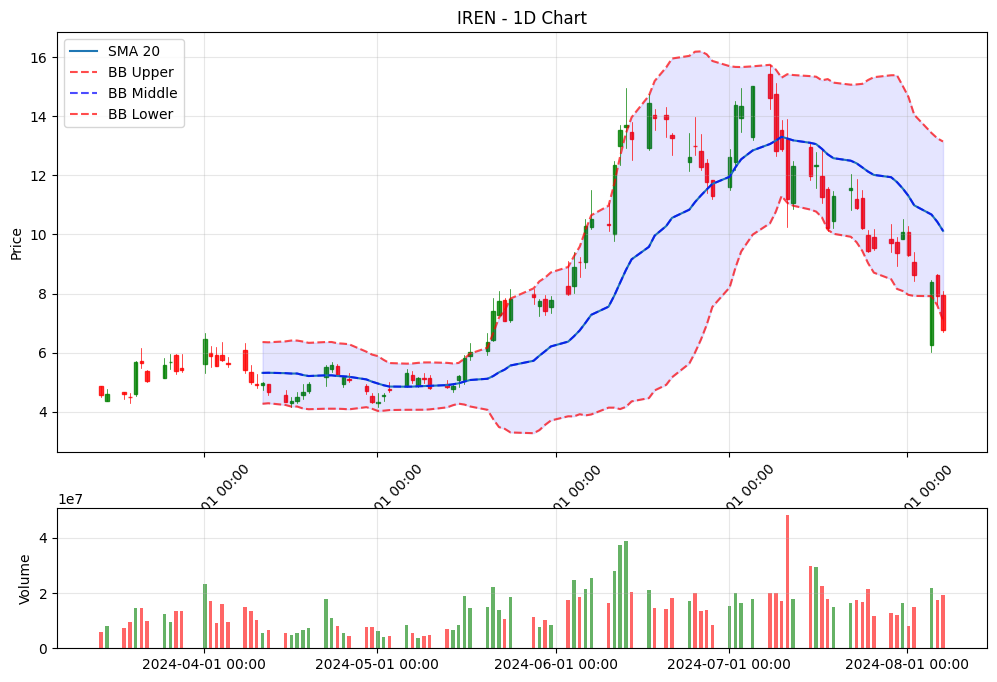 IREN - 1D Chart
SMA 20
BB Upper
BB Middle
BB Lower
Price
16
14
12
10
8
6
4
01 00:00
01 00:00
01 00:00
01 00:00
01 00:00
1e7
Volume
4
2
0
2024-04-01 00:00
2024-05-01 00:00
2024-06-01 00:00
2024-07-01 00:00
2024-08-01 00:00